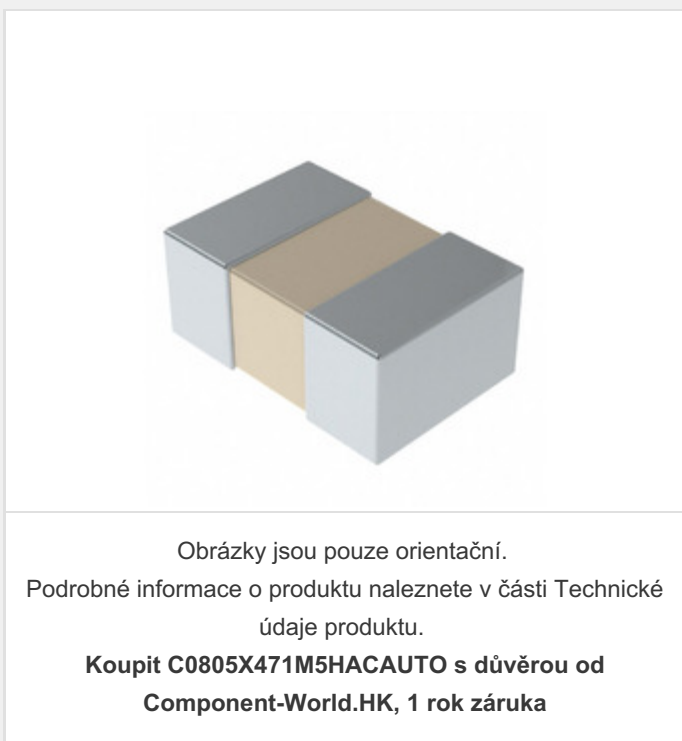 Obrázky jsou pouze orientační.
Podrobné informace o produktu naleznete v části Technické
údaje produktu.
Koupit C0805X471M5HACAUTO s důvěrou od
Component-World.HK, 1 rok záruka